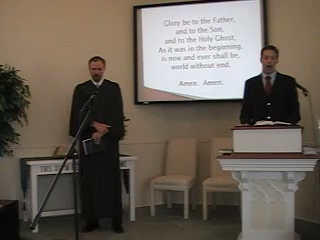 Glory be to the Father,
and to the Son,
and to the Holy Ghost,
As it was in the beginning,
is now and ever shall be,
world without end.
Amen. Amen.
THIS